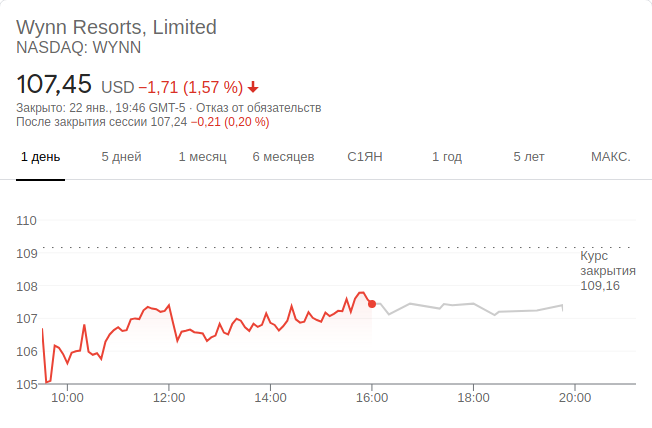 Wynn Resorts, Limited
NASDAQ: WYNN
107,45 USD −1,71 (1,57 %)
Закрыто: 22 янв., 19:46 GMT-5 · Отказ от обязательств
После закрытия сессии 107,24 −0,21 (0,20 %)
1 день 5 дней 1 месяц 6 месяцев С1ЯН 1 год 5 лет МАКС.
110
109
108
107
106
105
Курс
закрытия
109,16
10:00 12:00 14:00 16:00 18:00 20:00